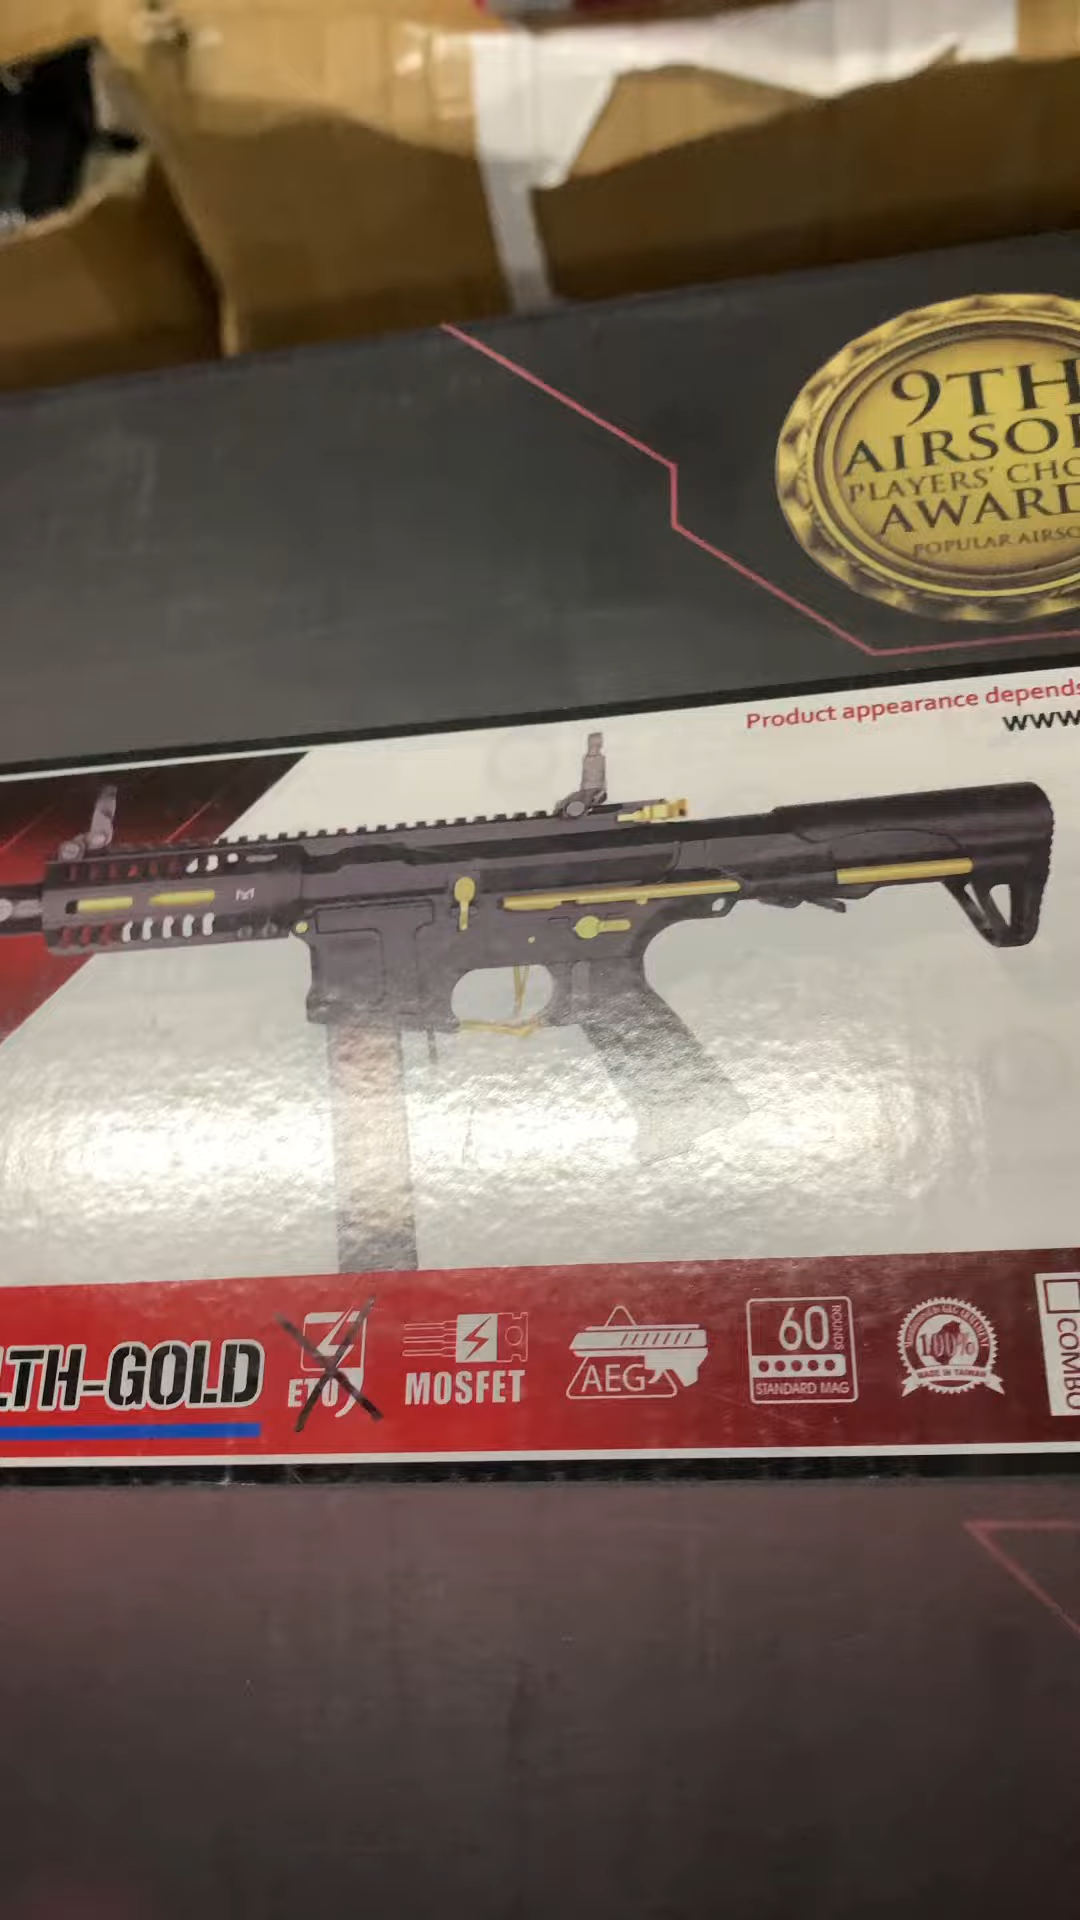 9TH
AIRSO
PLAYERS' CHO
AWARD
POPULAR AIRSO
Product appearance depends
www
LTH-GOLD
ETU
MOSFET
AEG
60
ROUNDS
STANDARD MAG
100%
MADE IN TAIWAN
COMBO